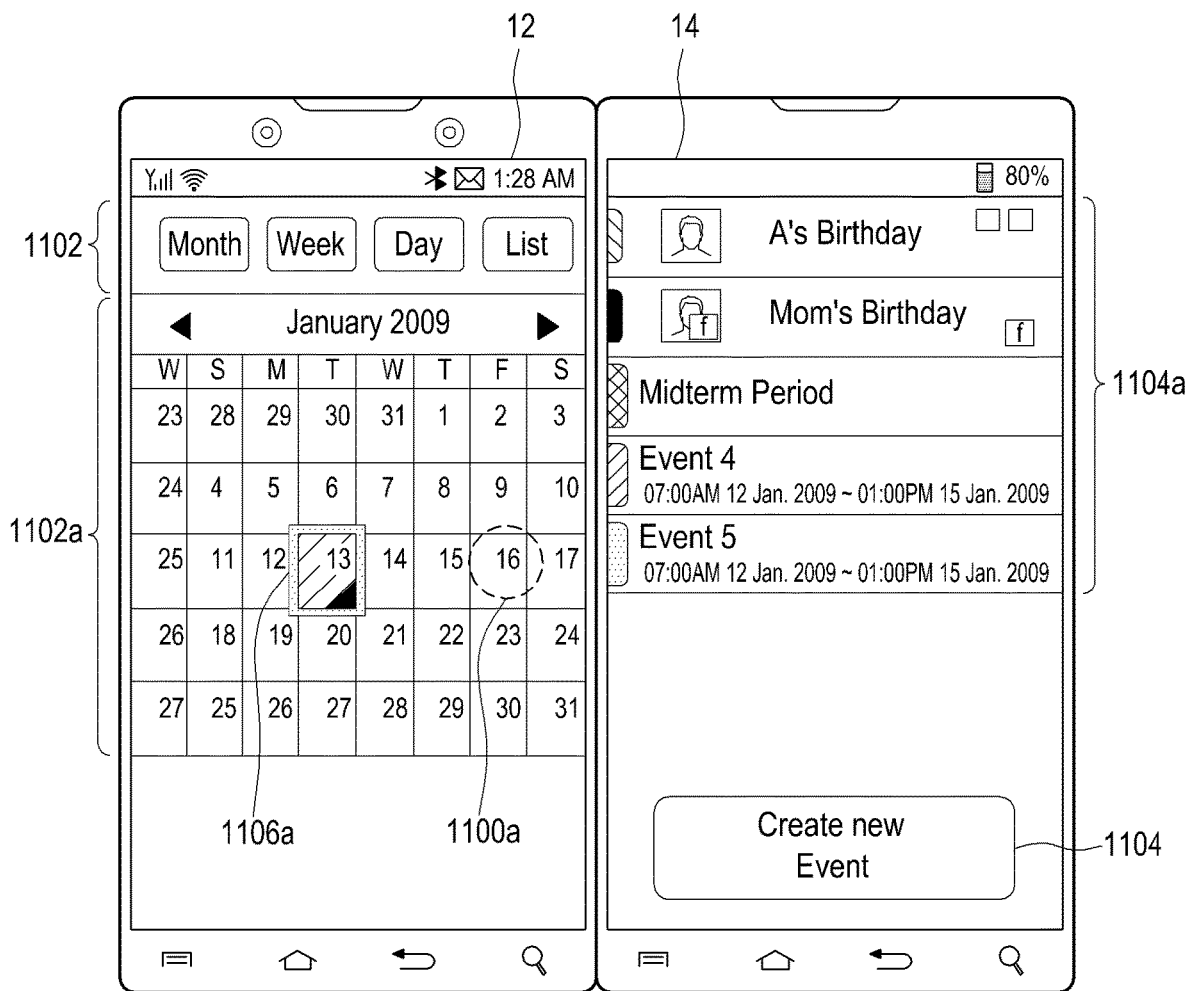 12 14
1:28 AM
80%
1102
Month Week Day List
A's Birthday
f
Mom's Birthday
f
January 2009
W S M T W T F S
Midterm Period
1104a
23 28 29 30 31 1 2 3
Event 4
07:00AM 12 Jan. 2009 ~ 01:00PM 15 Jan. 2009
24 4 5 6 7 8 9 10
1102a
Event 5
07:00AM 12 Jan. 2009 ~ 01:00PM 15 Jan. 2009
25 11 12 13 14 15 16 17
26 18 19 20 21 22 23 24
27 25 26 27 28 29 30 31
1106a 1100a
Create new
Event
1104